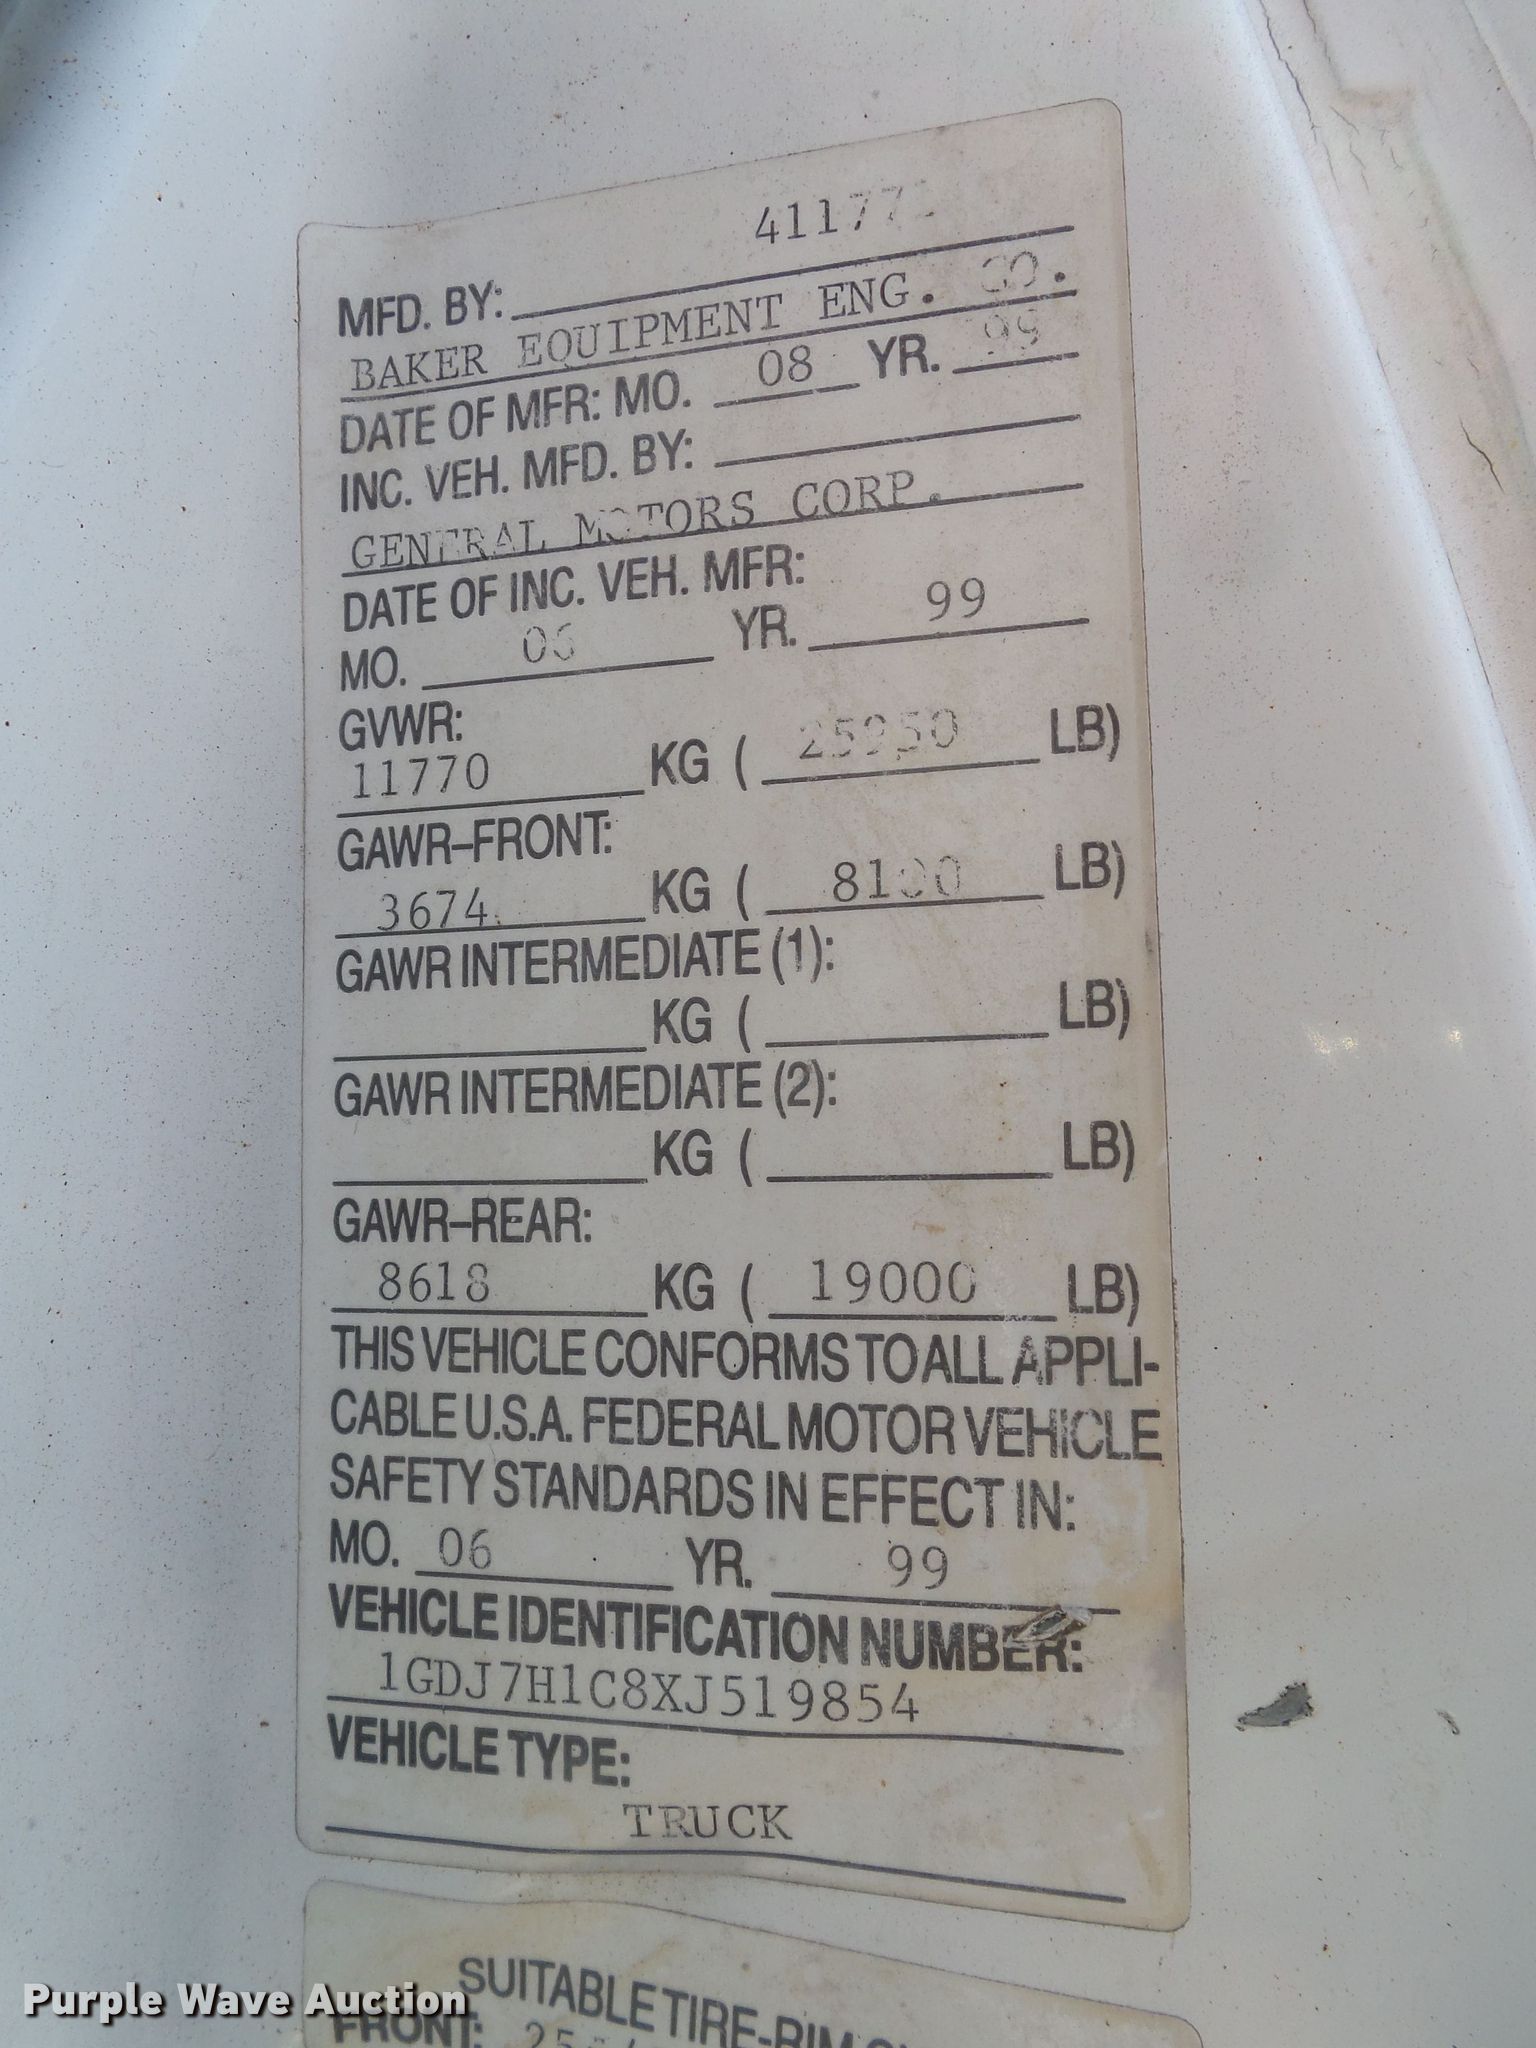 MFD. BY:
BAKER EQUIPMENT ENG. CO.
DATE OF MFR: MO. 08 YR. 99
INC. VEH. MFD. BY:
GENERAL MOTORS CORP.
DATE OF INC. VEH. MFR:
MO. 06 YR. 99
GVWR:
11770 KG ( 25950 LB)
GAWR-FRONT:
3674 KG ( 8100 LB)
GAWR INTERMEDIATE (1):
KG ( LB)
GAWR INTERMEDIATE (2):
KG ( LB)
GAWR-REAR:
8618 KG ( 19000 LB)
THIS VEHICLE CONFORMS TO ALL APPLI-
CABLE U.S.A. FEDERAL MOTOR VEHICLE
SAFETY STANDARDS IN EFFECT IN:
MO. 06 YR. 99
VEHICLE IDENTIFICATION NUMBER:
1GDJ7H1C8XJ519854
VEHICLE TYPE:
TRUCK
SUITABLE TIRE-RIM
FRONT:
Purple Wave Auction